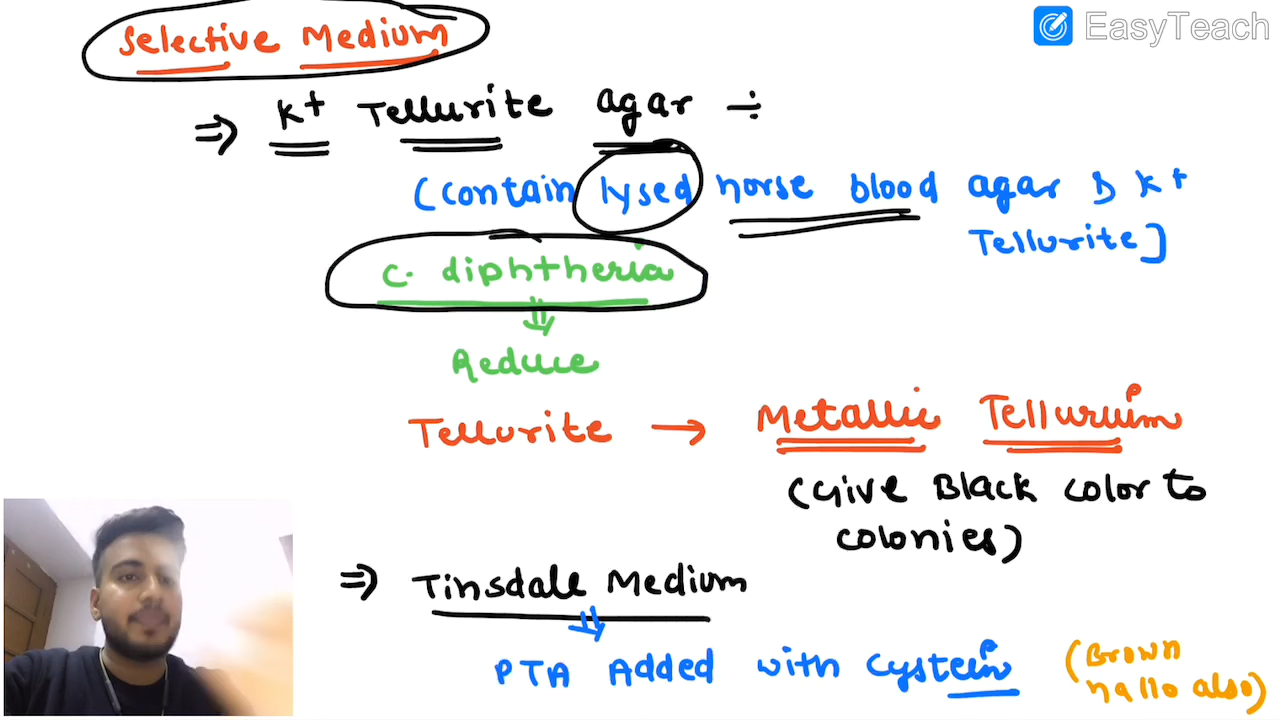 EasyTeach
Selective Medium
⇒ K+ Tellurite agar ÷
(contain lysed horse blood agar & K+
Tellurite]
C. diphtheria
⇓
Reduce
Tellurite → Metallic Tellurium
(Give Black color to
colonies)
⇒ Tinsdale Medium
⇓
PTA Added with Cystein (Brown
hallo also)